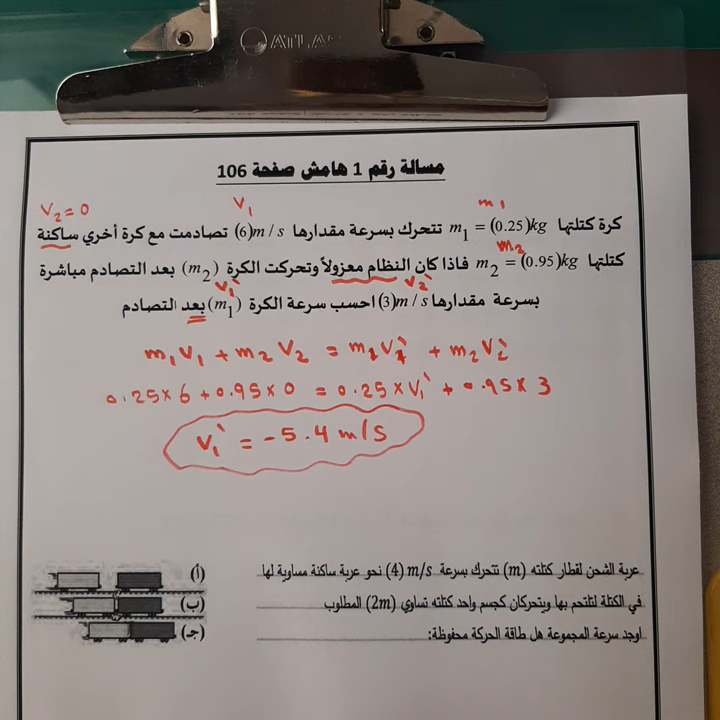 ATLAS
مسالة رقم 1 هامش صفحة 106
V₂ = 0 V₁ m₁
كرة كتلتها m₁ = (0.25)kg تتحرك بسرعة مقدارها (6)m/s تصادمت مع كرة أخري ساكنة
m₂
كتلتها m₂ = (0.95)kg فاذا كان النظام معزولاً وتحركت الكرة (m₂) بعد التصادم مباشرة
V₁` V₂`
بسرعة مقدارها (3)m/s احسب سرعة الكرة (m₁) بعد التصادم
m₁V₁ + m₂V₂ = m₁V₁` + m₂V₂`
0.25×6 + 0.95×0 = 0.25×V₁` + 0.95×3
V₁` = -5.4 m/s
عربة الشحن لقطار كتلته (m) تتحرك بسرعة (4) m/s نحو عربة ساكنة مساوية لها
في الكتلة لتلتحم بها ويتحركان كجسم واحد كتلته تساوي (2m) المطلوب
اوجد سرعة المجموعة هل طاقة الحركة محفوظة:
(أ)
(ب)
(جـ)